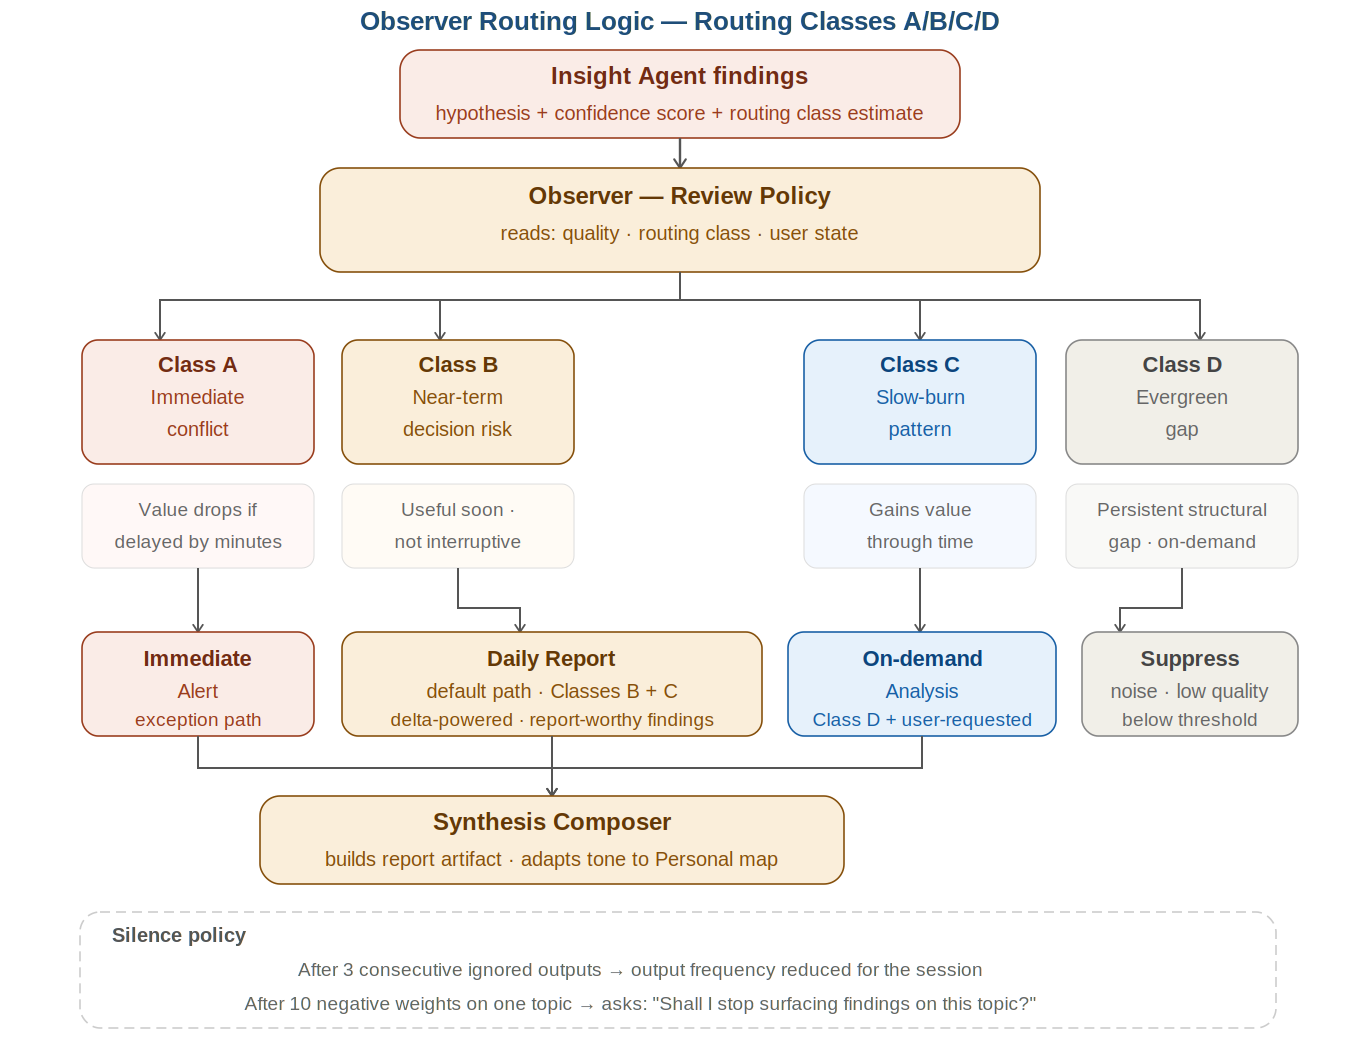 Observer Routing Logic — Routing Classes A/B/C/D
Insight Agent findings
hypothesis + confidence score + routing class estimate
Observer — Review Policy
reads: quality · routing class · user state
Class A
Immediate
conflict
Class B
Near-term
decision risk
Class C
Slow-burn
pattern
Class D
Evergreen
gap
Value drops if
delayed by minutes
Useful soon ·
not interruptive
Gains value
through time
Persistent structural
gap · on-demand
Immediate
Alert
exception path
Daily Report
default path · Classes B + C
delta-powered · report-worthy findings
On-demand
Analysis
Class D + user-requested
Suppress
noise · low quality
below threshold
Synthesis Composer
builds report artifact · adapts tone to Personal map
Silence policy
After 3 consecutive ignored outputs → output frequency reduced for the session
After 10 negative weights on one topic → asks: "Shall I stop surfacing findings on this topic?"